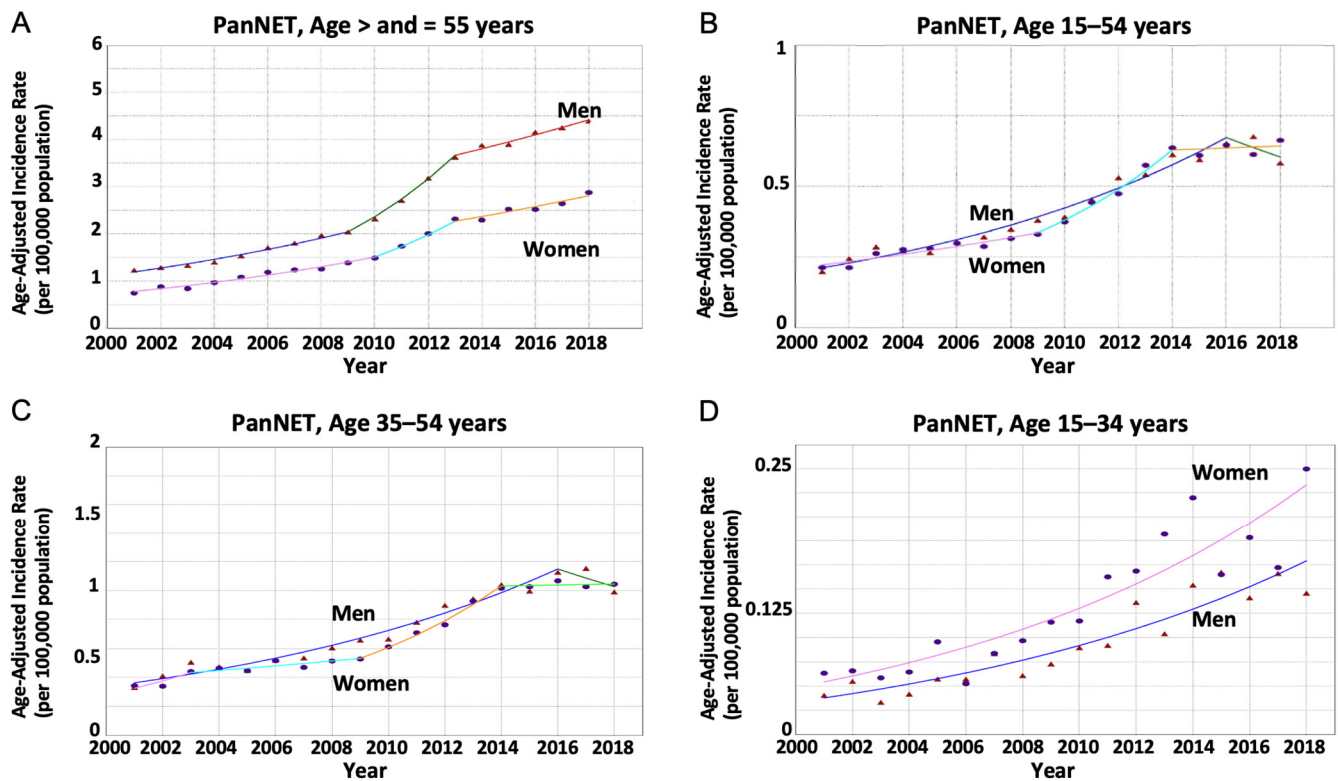 A
PanNET, Age > and = 55 years
Age-Adjusted Incidence Rate
(per 100,000 population)
6
5
4
3
2
1
0
Men
Women
2000 2002 2004 2006 2008 2010 2012 2014 2016 2018
Year
B
PanNET, Age 15–54 years
Age-Adjusted Incidence Rate
(per 100,000 population)
1
0.5
0
Men
Women
2000 2002 2004 2006 2008 2010 2012 2014 2016 2018
Year
C
PanNET, Age 35–54 years
Age-Adjusted Incidence Rate
(per 100,000 population)
2
1.5
1
0.5
0
Men
Women
2000 2002 2004 2006 2008 2010 2012 2014 2016 2018
Year
D
PanNET, Age 15–34 years
Age-Adjusted Incidence Rate
(per 100,000 population)
0.25
0.125
0
Women
Men
2000 2002 2004 2006 2008 2010 2012 2014 2016 2018
Year